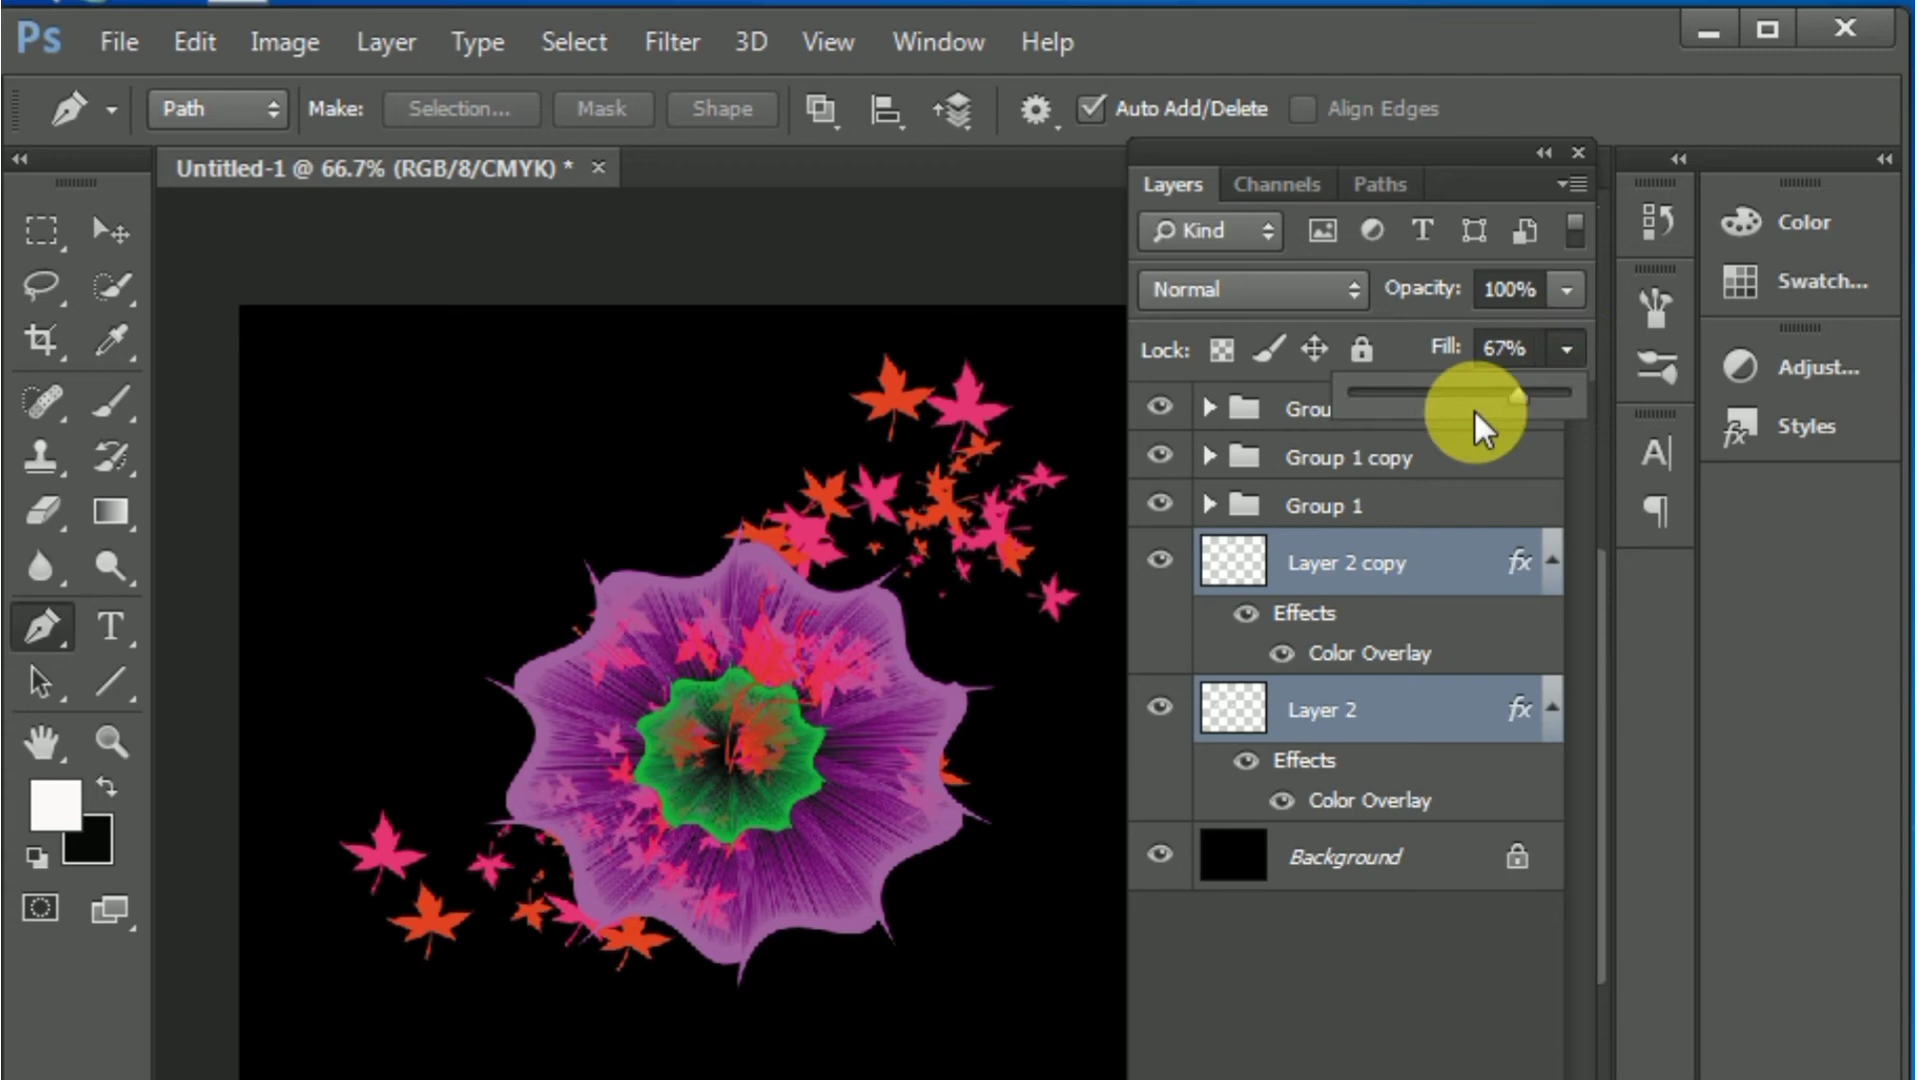 Ps File Edit Image Layer Type Select Filter 3D View Window Help
Path Make: Selection... Mask Shape Auto Add/Delete Align Edges
Untitled-1 @ 66.7% (RGB/8/CMYK) *
Layers Channels Paths
Kind
Normal Opacity: 100%
Lock: Fill: 67%
Grou
Group 1 copy
Group 1
Layer 2 copy fx
Effects
Color Overlay
Layer 2 fx
Effects
Color Overlay
Background
Color
Swatch...
Adjust...
Styles